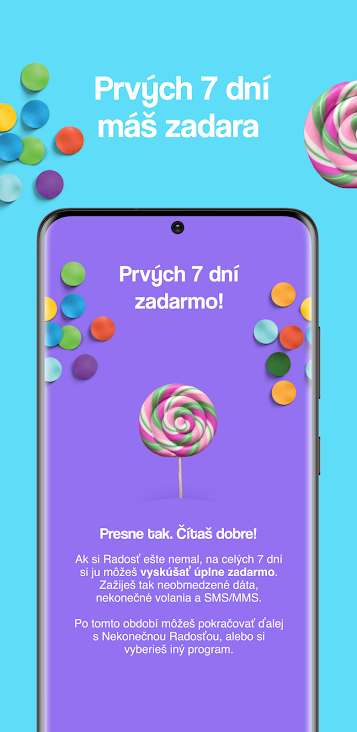 Prvých 7 dní
máš zadara
Prvých 7 dní
zadarmo!
Presne tak. Čítaš dobre!
Ak si Radosť ešte nemal, na celých 7 dní
si ju môžeš vyskúšať úplne zadarmo.
Zažiješ tak neobmedzené dáta,
nekonečné volania a SMS/MMS.
Po tomto období môžeš pokračovať ďalej
s Nekonečnou Radosťou, alebo si
vyberieš iný program.